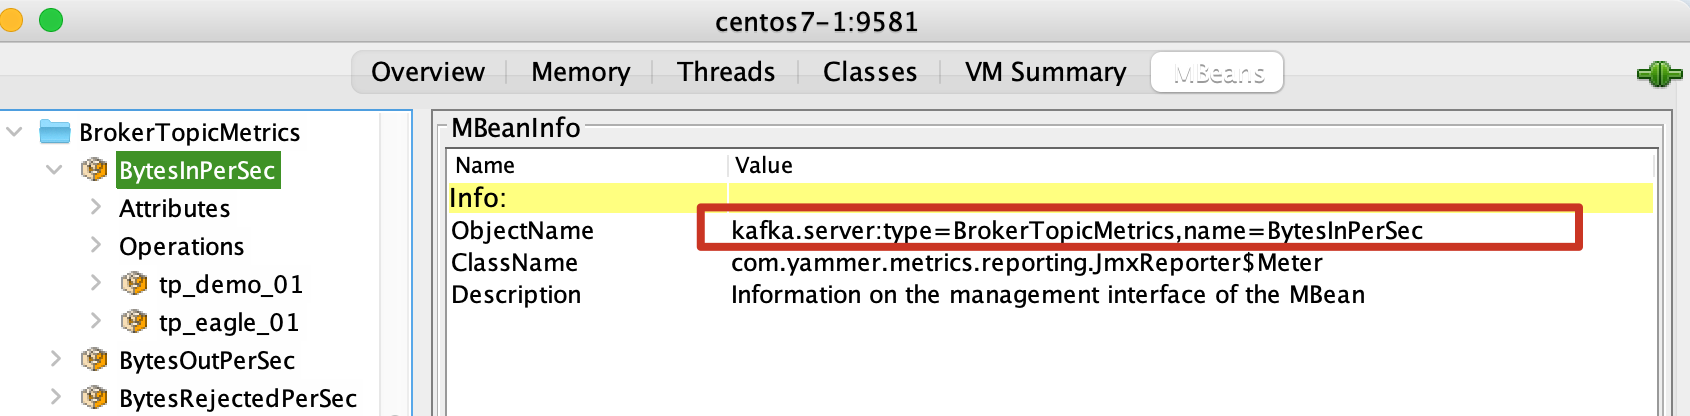 centos7-1:9581
Overview Memory Threads Classes VM Summary MBeans
BrokerTopicMetrics
BytesInPerSec
Attributes
Operations
tp_demo_01
tp_eagle_01
BytesOutPerSec
BytesRejectedPerSec
MBeanInfo
Name Value
Info:
ObjectName kafka.server:type=BrokerTopicMetrics,name=BytesInPerSec
ClassName com.yammer.metrics.reporting.JmxReporter$Meter
Description Information on the management interface of the MBean